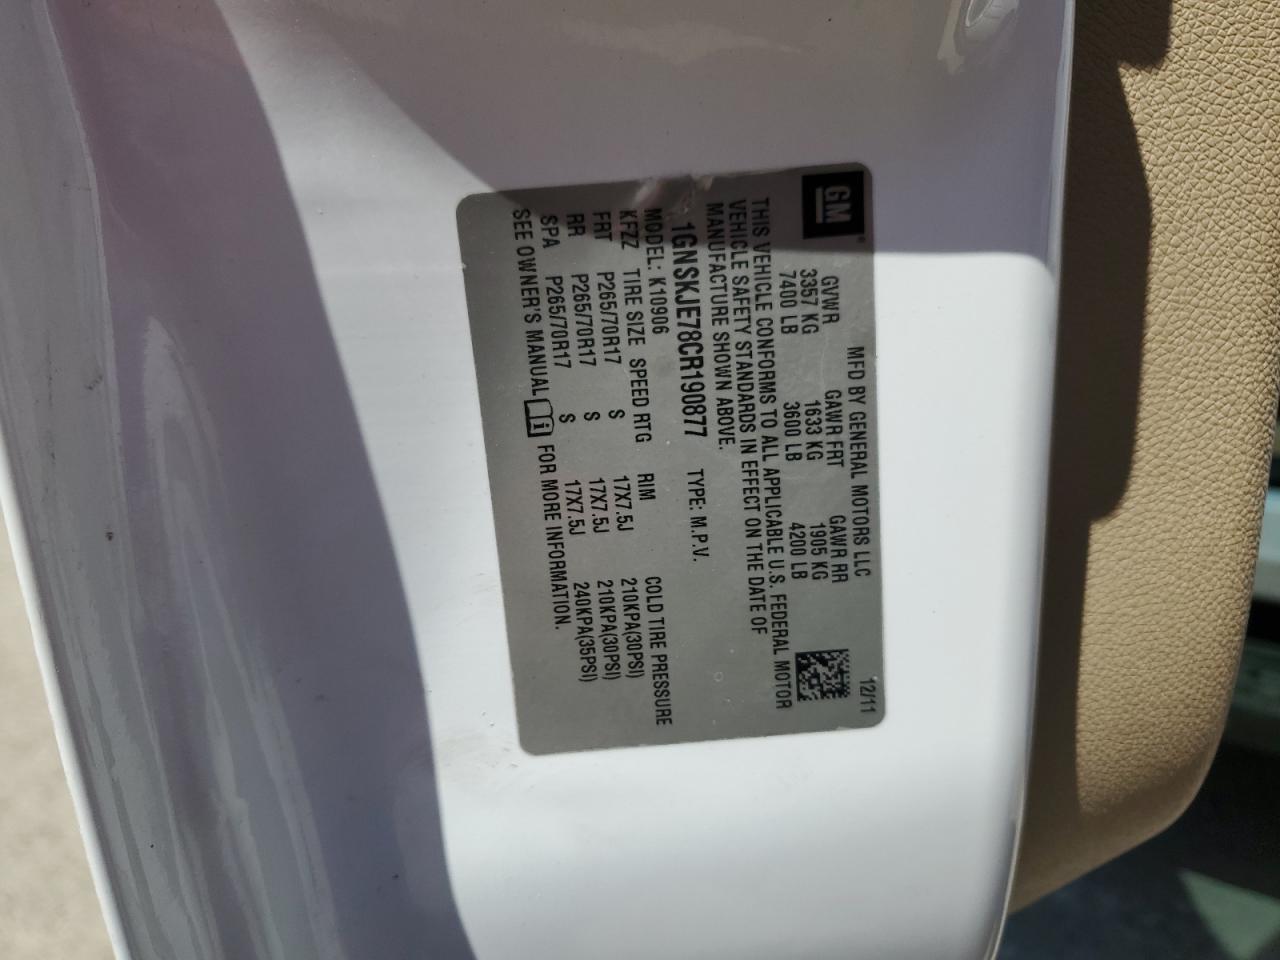 GM®
MFD BY GENERAL MOTORS LLC 12/11
GVWR GAWR FRT GAWR RR
3357 KG 1633 KG 1905 KG
7400 LB 3600 LB 4200 LB
THIS VEHICLE CONFORMS TO ALL APPLICABLE U.S. FEDERAL MOTOR
VEHICLE SAFETY STANDARDS IN EFFECT ON THE DATE OF
MANUFACTURE SHOWN ABOVE.
1GNSKJE78CR190877 TYPE: M.P.V.
MODEL: K10906
KFZZ TIRE SIZE SPEED RTG RIM COLD TIRE PRESSURE
FRT P265/70R17 S 17X7.5J 210KPA(30PSI)
RR P265/70R17 S 17X7.5J 210KPA(30PSI)
SPA P265/70R17 S 17X7.5J 240KPA(35PSI)
SEE OWNER'S MANUAL i FOR MORE INFORMATION.